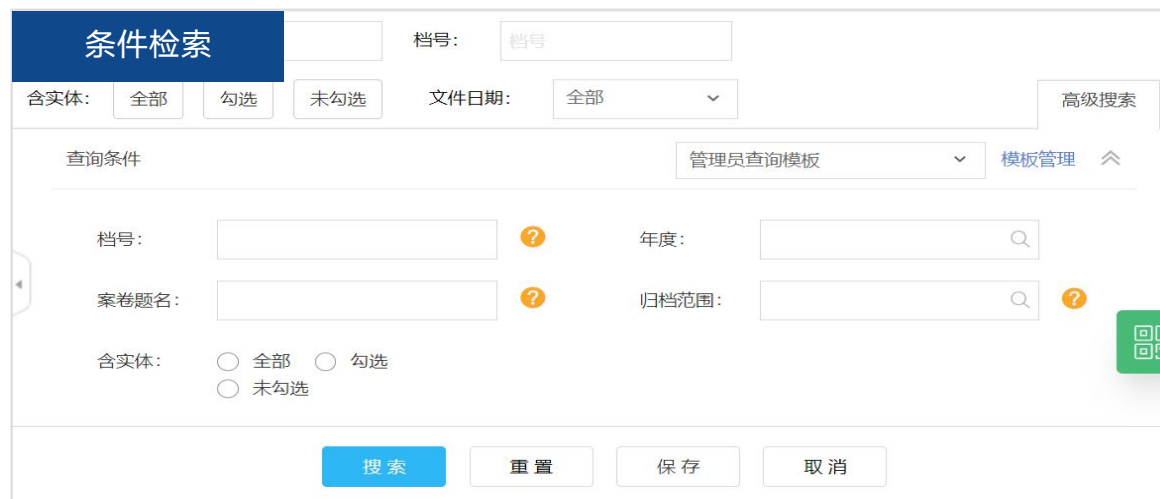 条件检索
档号： 档号
含实体： 全部 勾选 未勾选 文件日期： 全部 高级搜索
查询条件 管理员查询模板 模板管理
档号： ? 年度：
案卷题名： ? 归档范围： ?
含实体： 全部 勾选
未勾选
搜索 重置 保存 取消